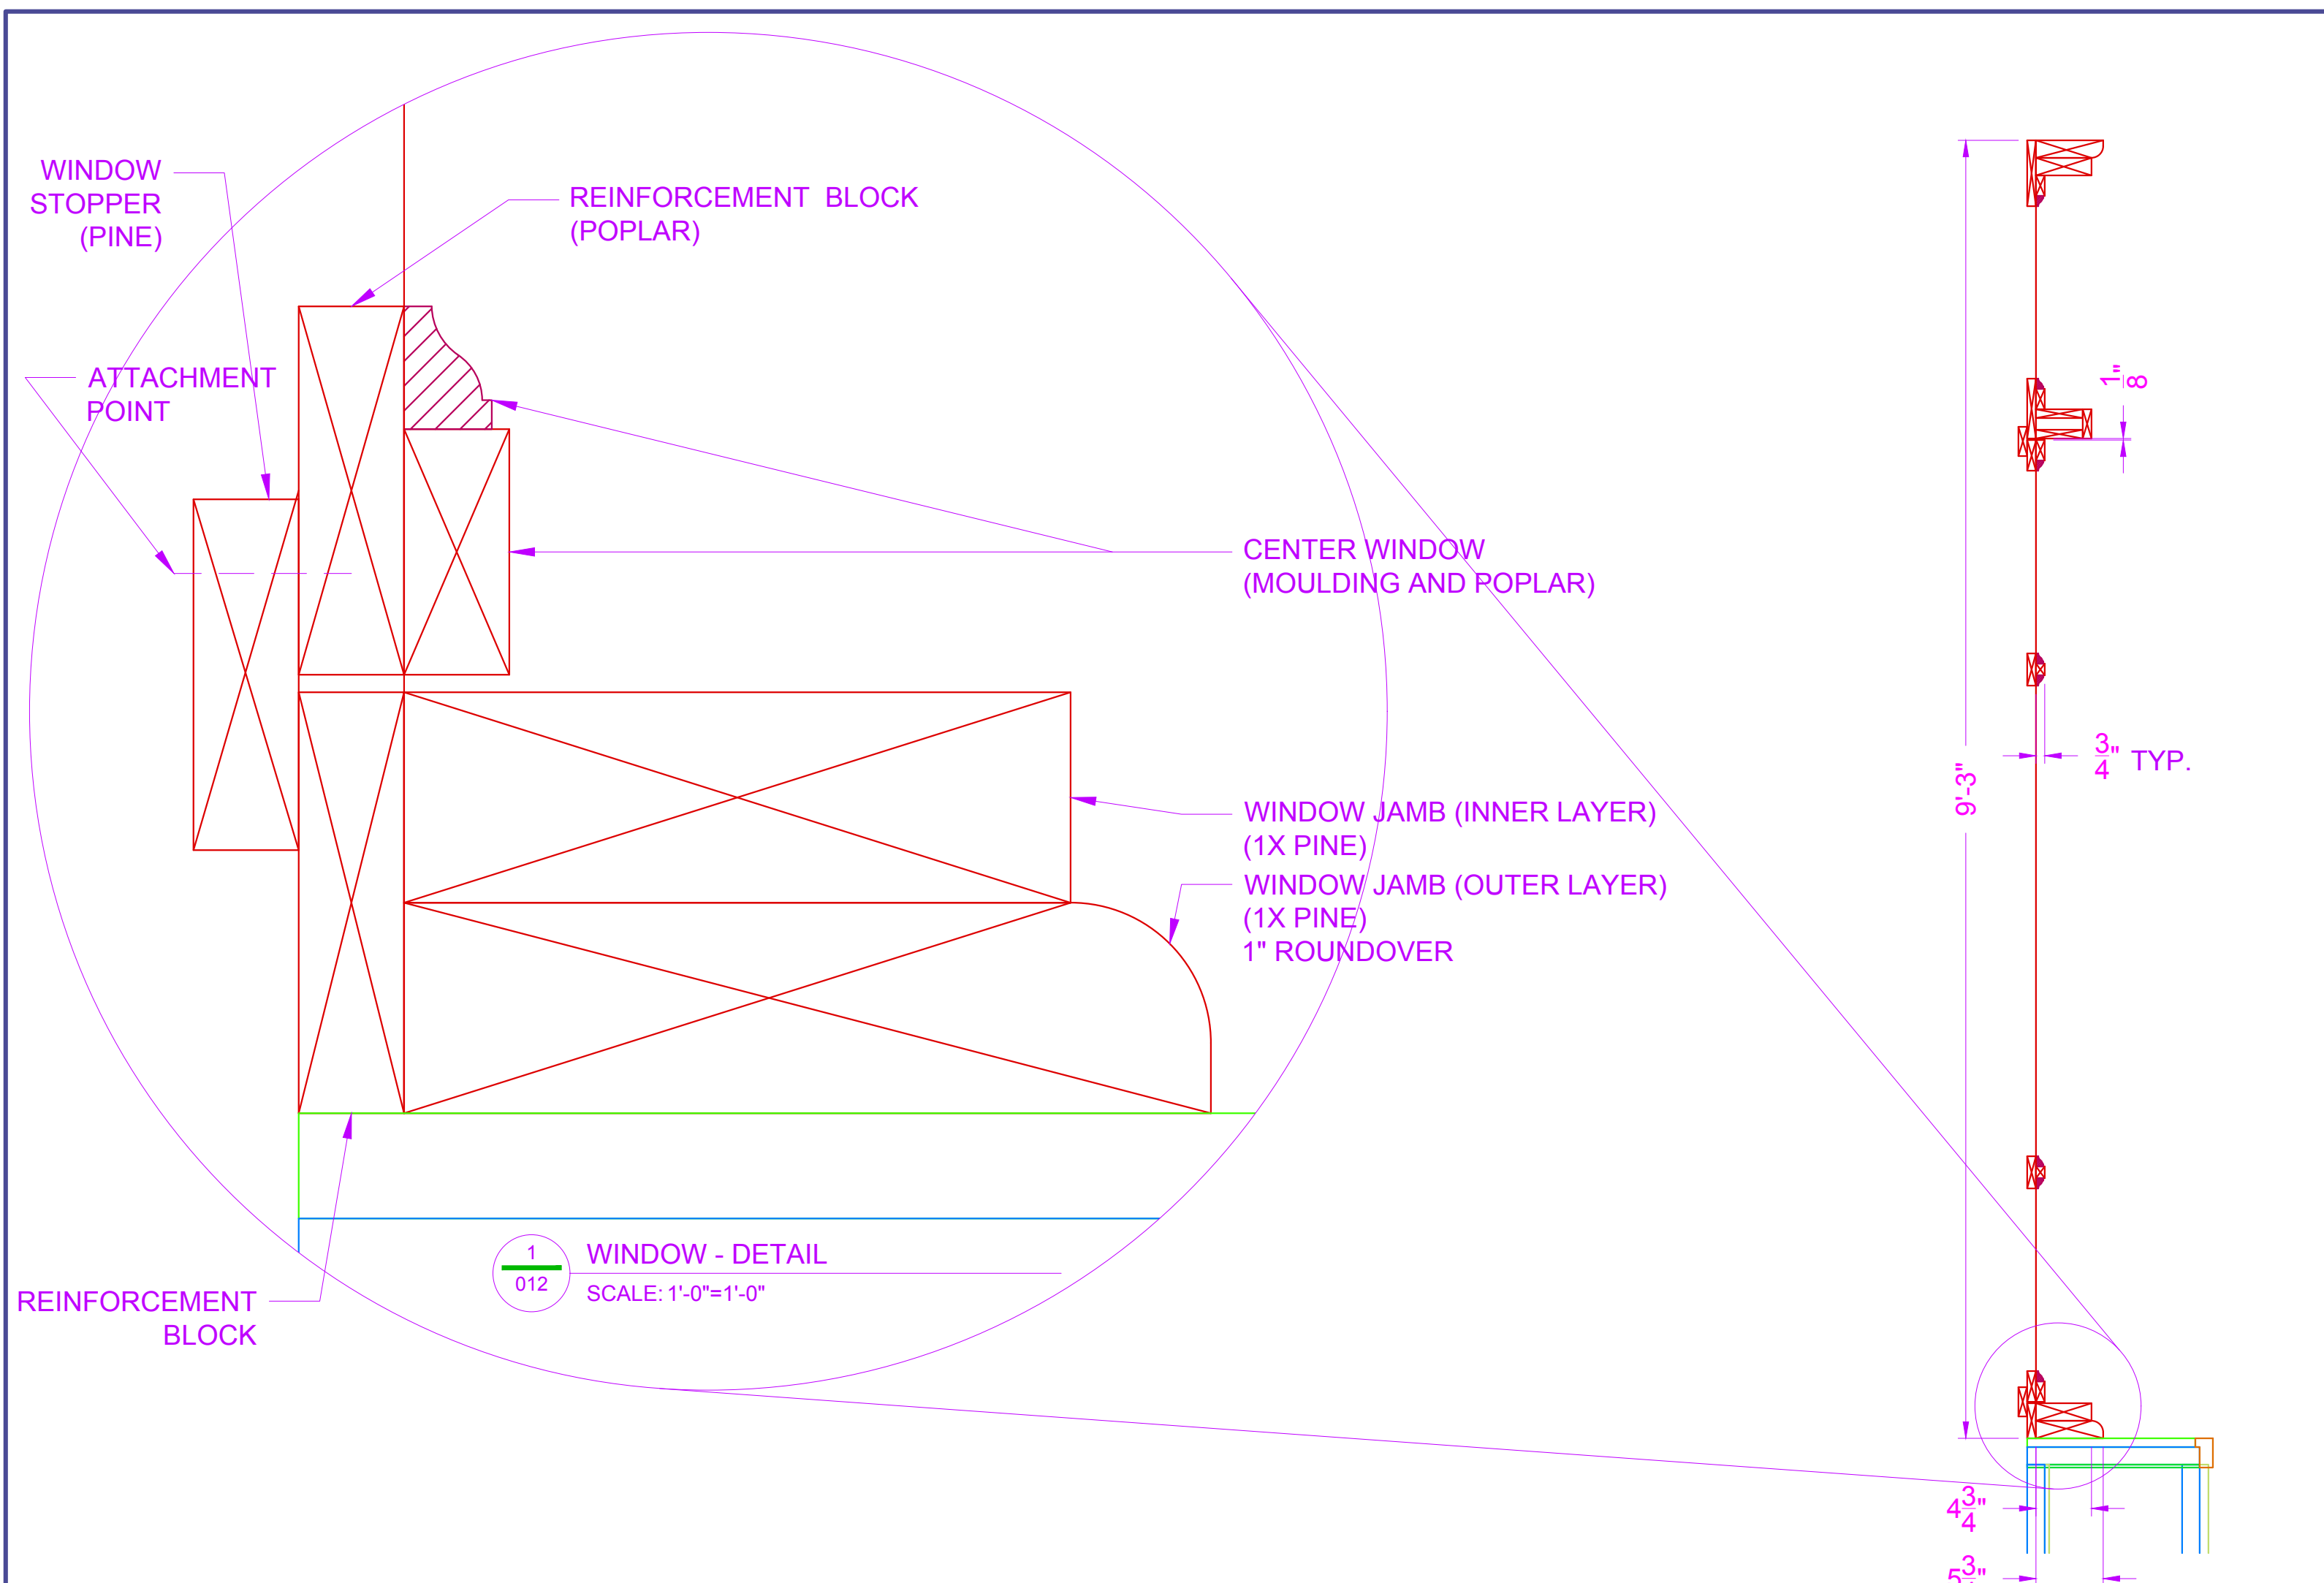 WINDOW
STOPPER
(PINE)
REINFORCEMENT  BLOCK
(POPLAR)
ATTACHMENT
POINT
CENTER WINDOW
(MOULDING AND POPLAR)
WINDOW JAMB (INNER LAYER)
(1X PINE)
WINDOW JAMB (OUTER LAYER)
(1X PINE)
1" ROUNDOVER
1
012
WINDOW - DETAIL
SCALE: 1'-0"=1'-0"
REINFORCEMENT
BLOCK
1/8"
9'-3"
3/4" TYP.
4 3/4"